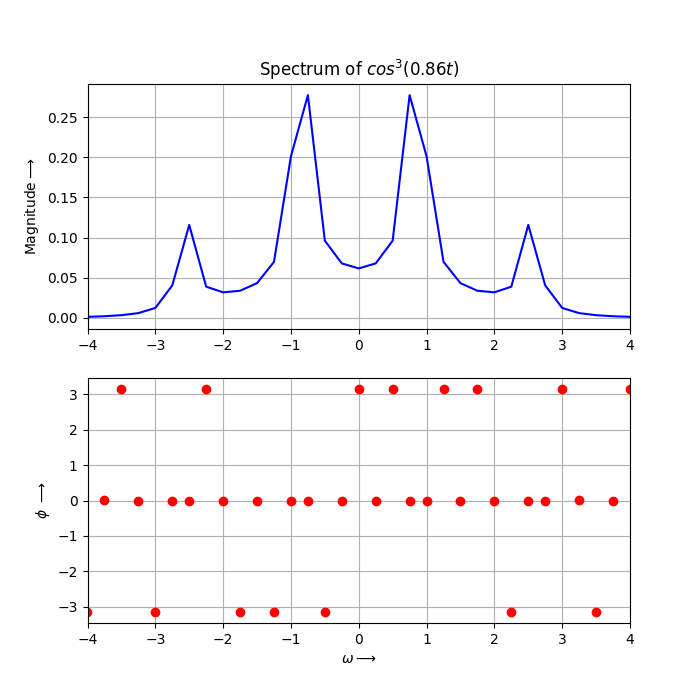 Spectrum of cos³(0.86t)
Magnitude ⟶
0.25
0.20
0.15
0.10
0.05
0.00
−4 −3 −2 −1 0 1 2 3 4
ϕ ⟶
3
2
1
0
−1
−2
−3
−4 −3 −2 −1 0 1 2 3 4
ω ⟶